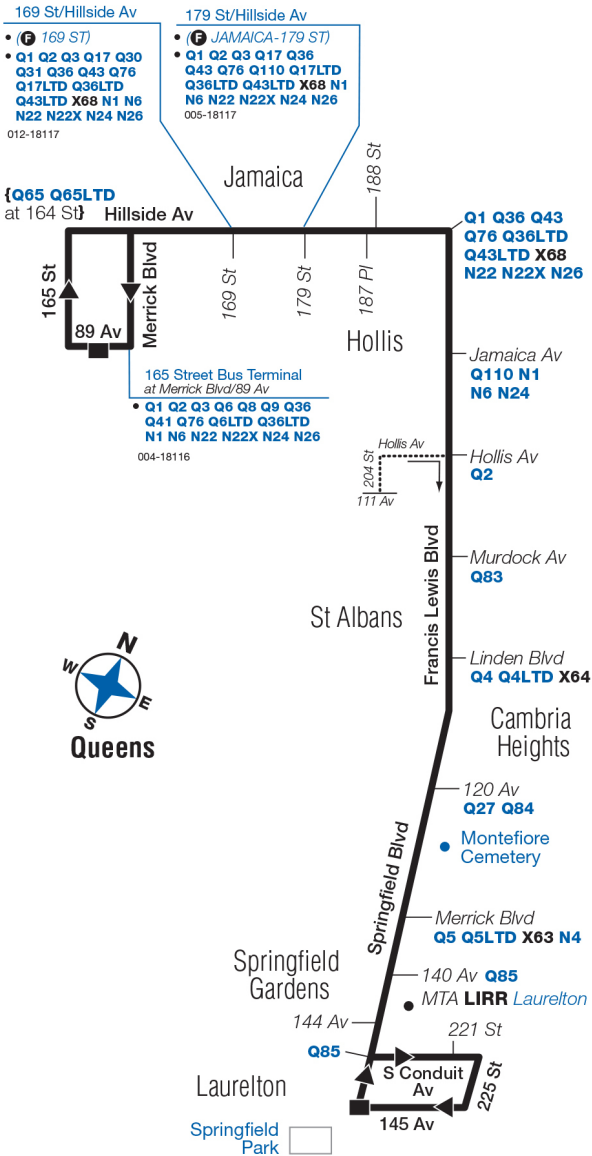 169 St/Hillside Av
• (F 169 ST)
• Q1 Q2 Q3 Q17 Q30
Q31 Q36 Q43 Q76
Q17LTD Q36LTD
Q43LTD X68 N1 N6
N22 N22X N24 N26
012-18117
179 St/Hillside Av
• (F JAMAICA-179 ST)
• Q1 Q2 Q3 Q17 Q36
Q43 Q76 Q110 Q17LTD
Q36LTD Q43LTD X68 N1
N6 N22 N22X N24 N26
005-18117
Jamaica
188 St
{Q65 Q65LTD
at 164 St}
Hillside Av
Q1 Q36 Q43
Q76 Q36LTD
Q43LTD X68
N22 N22X N26
165 St
Merrick Blvd
169 St
179 St
187 Pl
89 Av
Hollis
Jamaica Av
Q110 N1
N6 N24
165 Street Bus Terminal
at Merrick Blvd/89 Av
• Q1 Q2 Q3 Q6 Q8 Q9 Q36
Q41 Q76 Q6LTD Q36LTD
N1 N6 N22 N22X N24 N26
004-18116
Hollis Av
204 St
111 Av
Hollis Av
Q2
Francis Lewis Blvd
Murdock Av
Q83
St Albans
Linden Blvd
Q4 Q4LTD X64
N
W
E
S
Queens
Cambria
Heights
120 Av
Q27 Q84
Montefiore
Cemetery
Springfield Blvd
Merrick Blvd
Q5 Q5LTD X63 N4
Springfield
Gardens
140 Av Q85
MTA LIRR Laurelton
144 Av
221 St
Q85
S Conduit
Av
225 St
Laurelton
145 Av
Springfield
Park